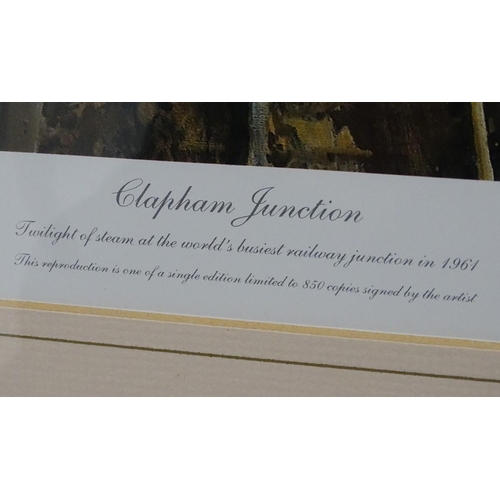 Clapham Junction
Twilight of steam at the world's busiest railway junction in 1961
This reproduction is one of a single edition limited to 850 copies signed by the artist